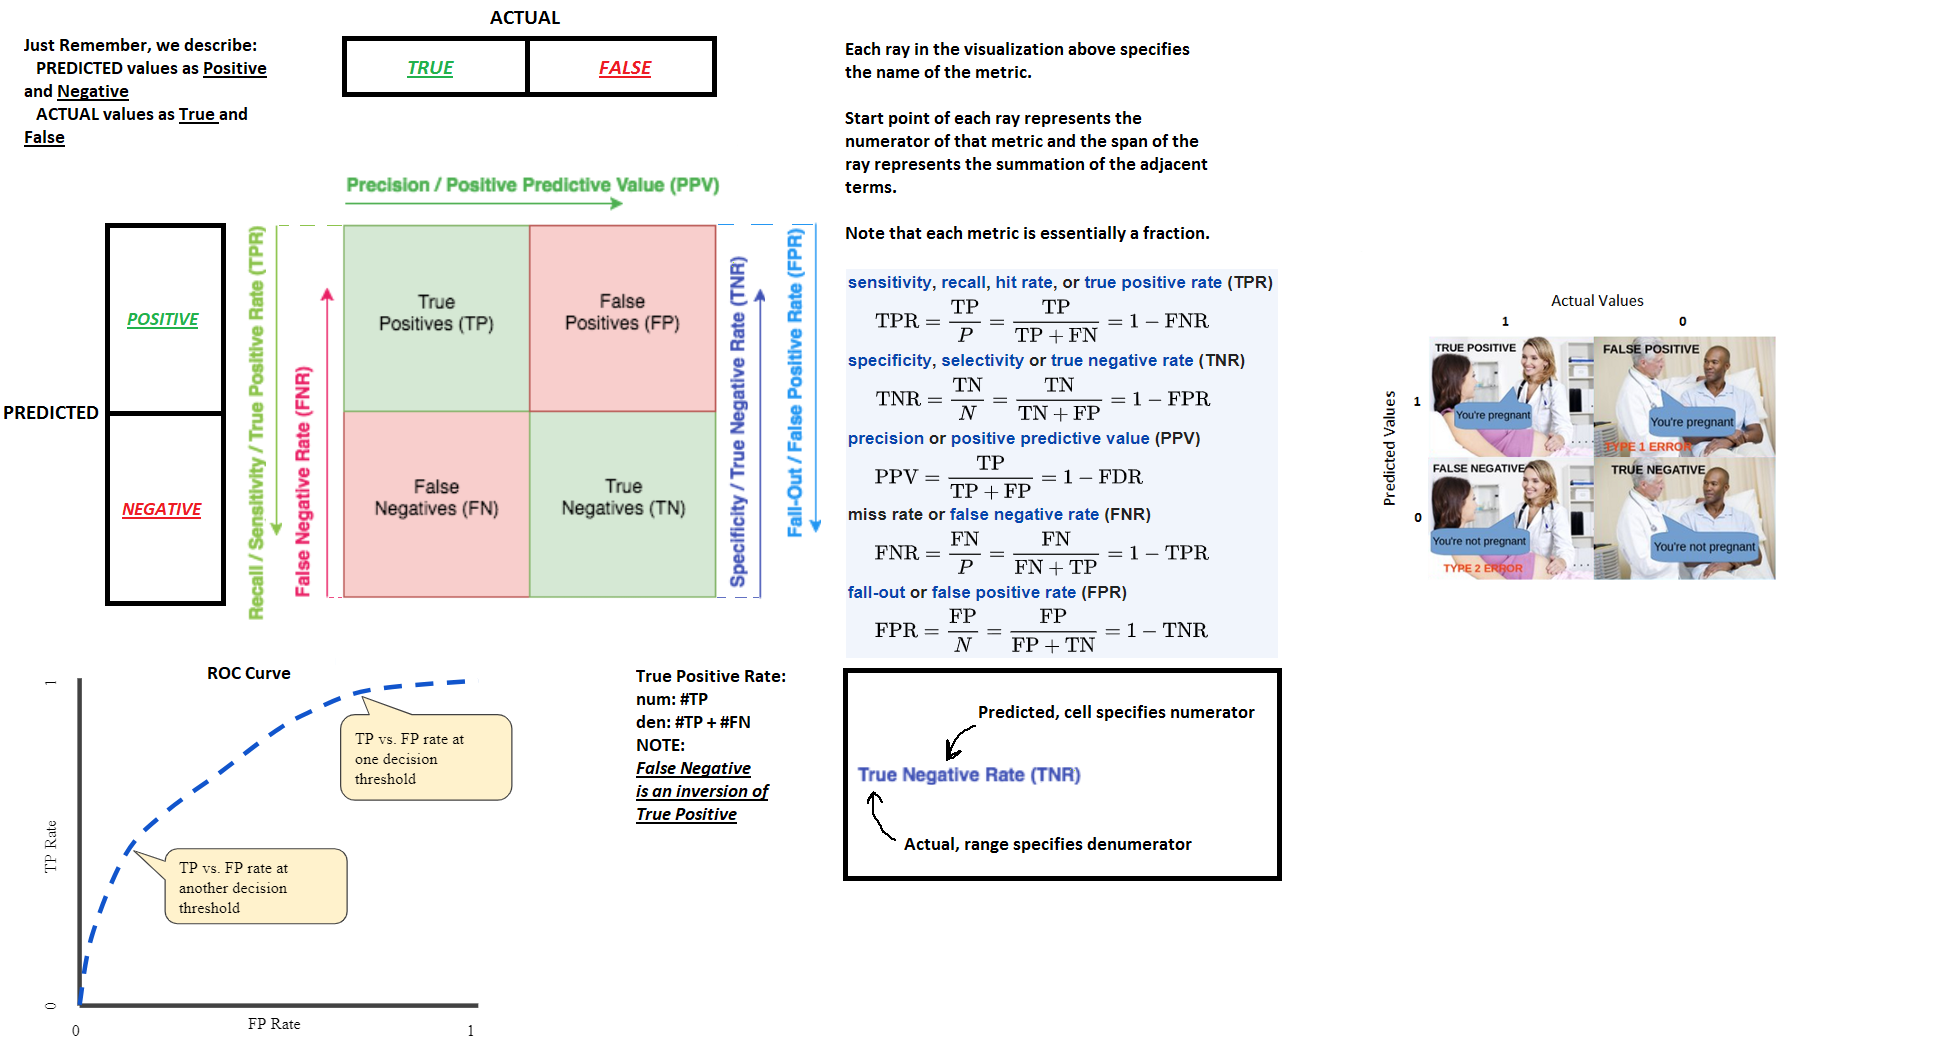 ACTUAL
TRUE
FALSE
Just Remember, we describe:
PREDICTED values as Positive
and Negative
ACTUAL values as True and
False
Precision / Positive Predictive Value (PPV)
PREDICTED
POSITIVE
NEGATIVE
Recall / Sensitivity / True Positive Rate (TPR)
False Negative Rate (FNR)
True
Positives (TP)
False
Positives (FP)
False
Negatives (FN)
True
Negatives (TN)
Specificity / True Negative Rate (TNR)
Fall-Out / False Positive Rate (FPR)
Each ray in the visualization above specifies
the name of the metric.
Start point of each ray represents the
numerator of that metric and the span of the
ray represents the summation of the adjacent
terms.
Note that each metric is essentially a fraction.
sensitivity, recall, hit rate, or true positive rate (TPR)
TPR = TP / P = TP / (TP + FN) = 1 − FNR
specificity, selectivity or true negative rate (TNR)
TNR = TN / N = TN / (TN + FP) = 1 − FPR
precision or positive predictive value (PPV)
PPV = TP / (TP + FP) = 1 − FDR
miss rate or false negative rate (FNR)
FNR = FN / P = FN / (FN + TP) = 1 − TPR
fall-out or false positive rate (FPR)
FPR = FP / N = FP / (FP + TN) = 1 − TNR
Actual Values
1
0
Predicted Values
1
0
TRUE POSITIVE
You're pregnant
FALSE POSITIVE
You're pregnant
TYPE 1 ERROR
FALSE NEGATIVE
You're not pregnant
TYPE 2 ERROR
TRUE NEGATIVE
You're not pregnant
ROC Curve
1
TP Rate
0
TP vs. FP rate at
one decision
threshold
TP vs. FP rate at
another decision
threshold
0
FP Rate
1
True Positive Rate:
num: #TP
den: #TP + #FN
NOTE:
False Negative
is an inversion of
True Positive
Predicted, cell specifies numerator
True Negative Rate (TNR)
Actual, range specifies denumerator